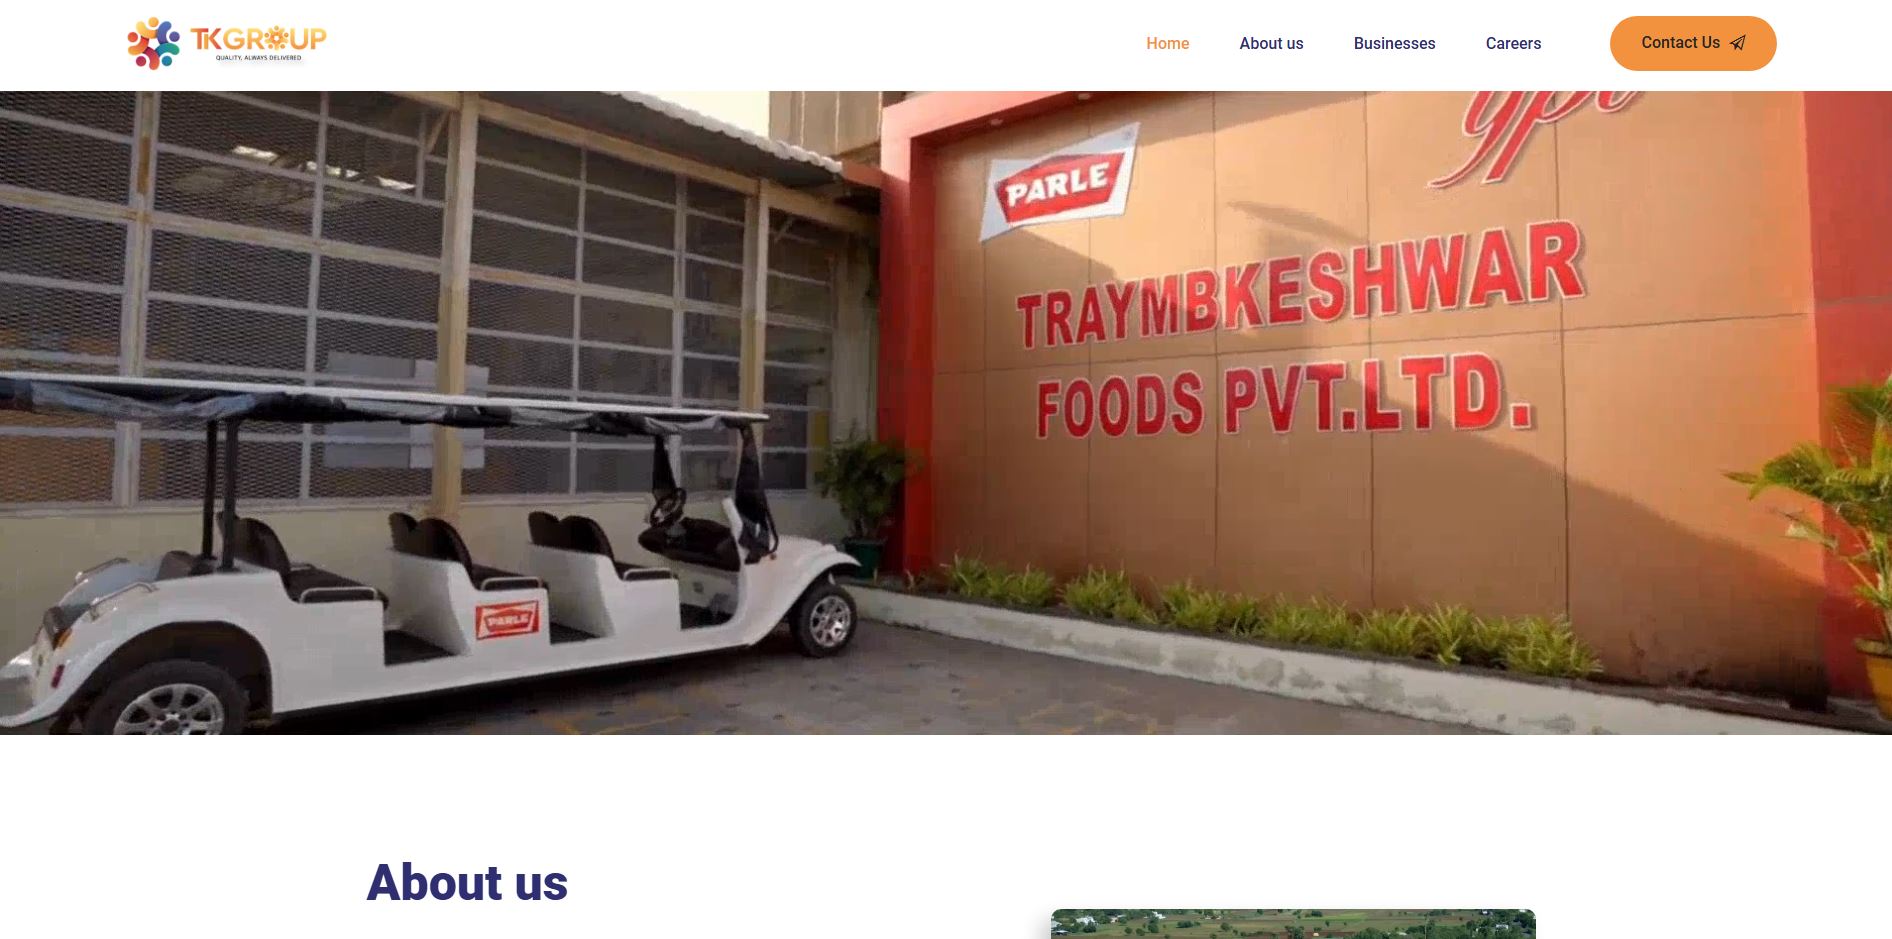 TKGROUP
QUALITY, ALWAYS DELIVERED
Home
About us
Businesses
Careers
Contact Us
PARLE
TRAYMBKESHWAR
FOODS PVT.LTD.
PARLE
About us